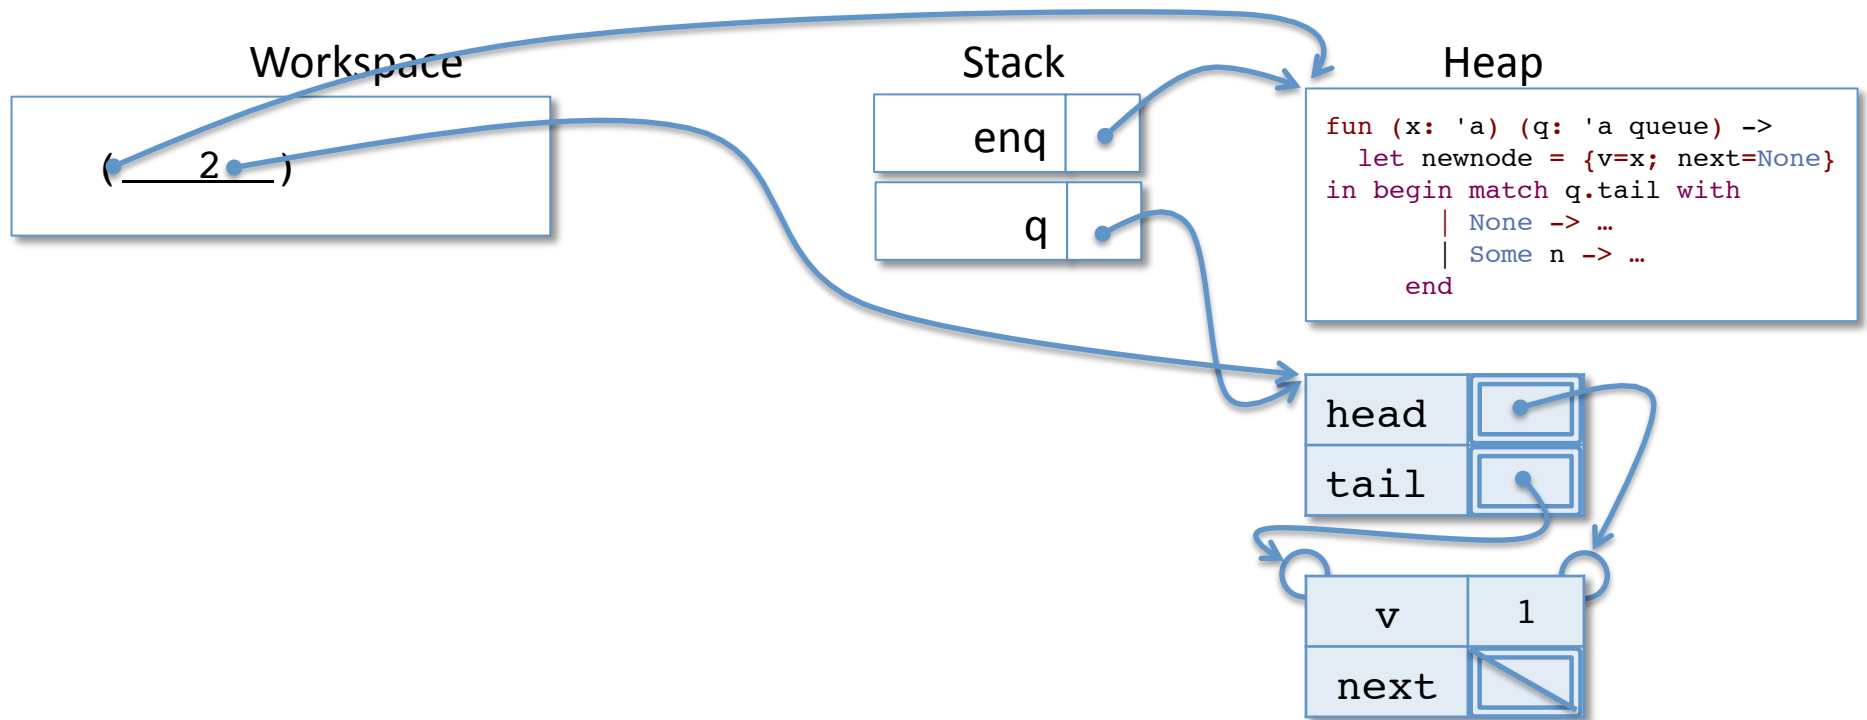 Workspace
Stack
Heap
( 2 )
enq
q
fun (x: 'a) (q: 'a queue) ->
let newnode = {v=x; next=None}
in begin match q.tail with
| None -> …
| Some n -> …
end
head
tail
v 1
next